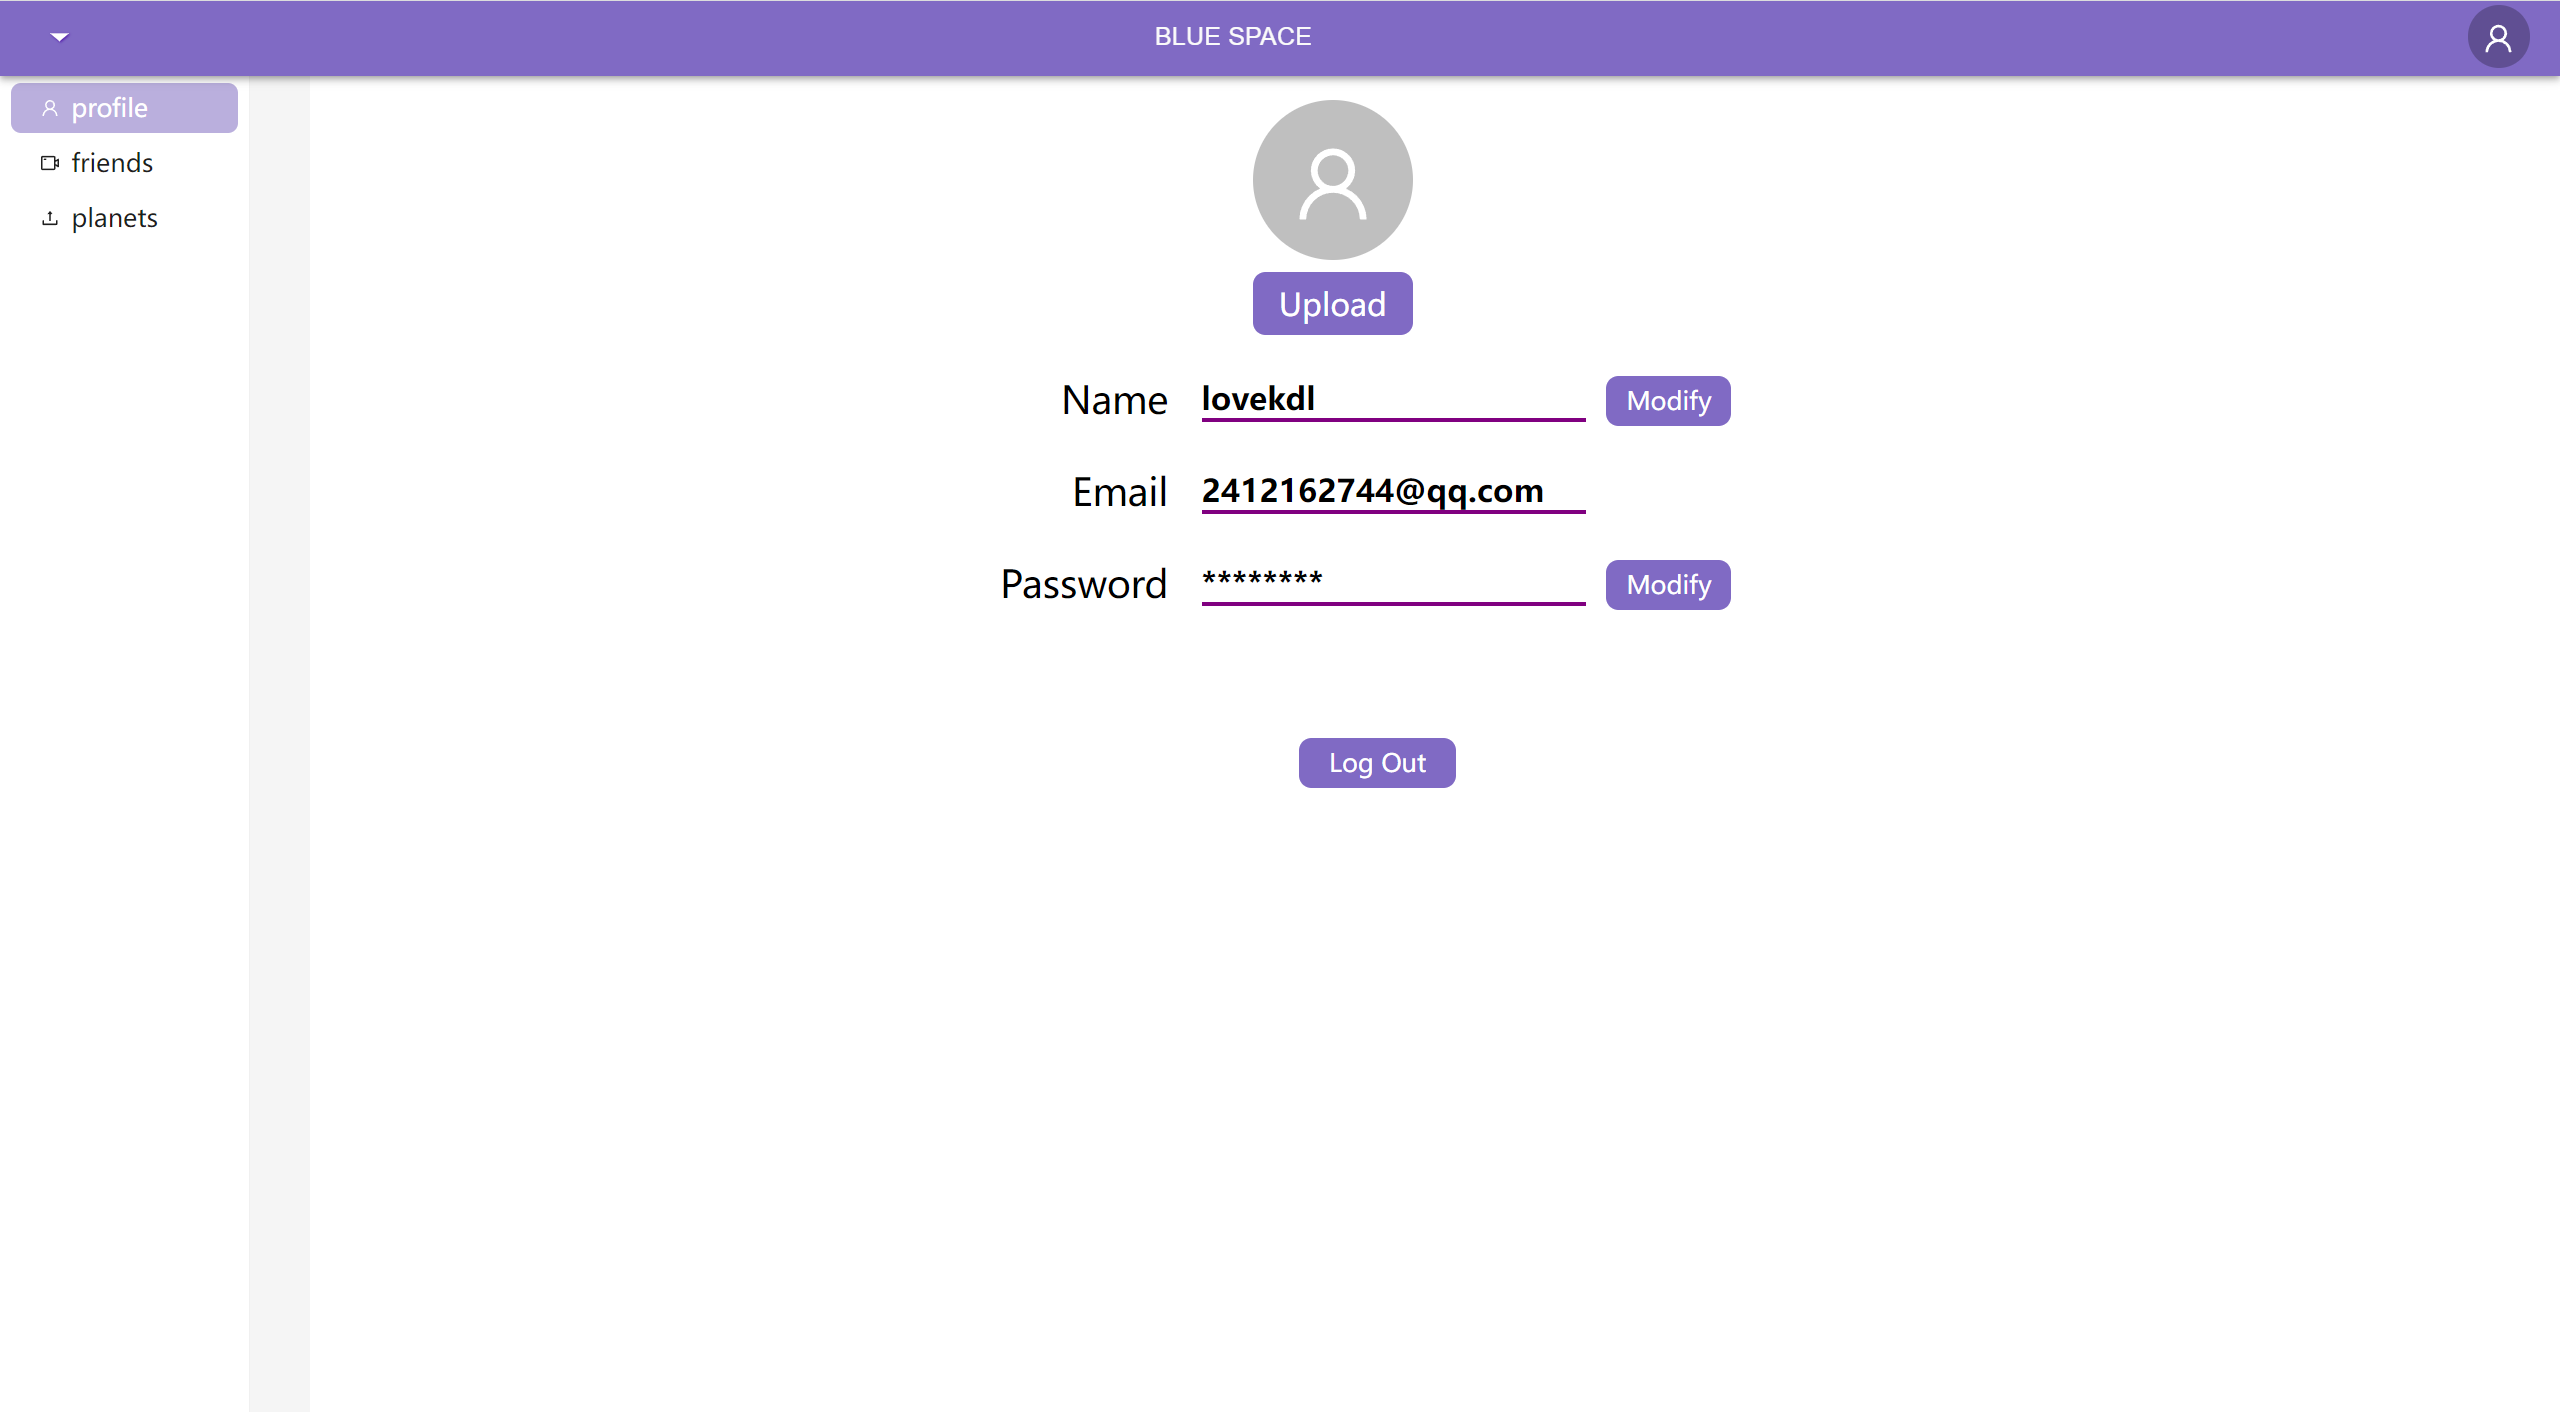 BLUE SPACE
profile
friends
planets
Upload
Name lovekdl Modify
Email 2412162744@qq.com
Password ******** Modify
Log Out